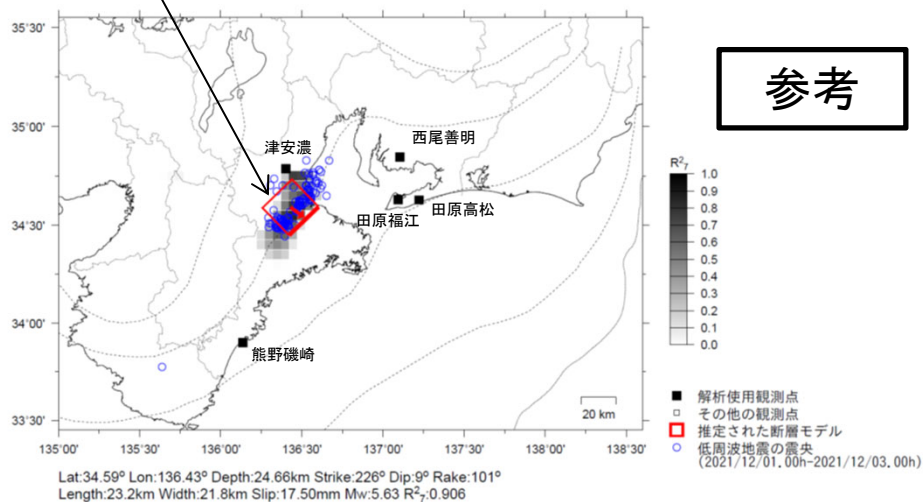 35°30'
参考
35°00'
西尾善明
津安濃
R²₇
1.0
0.9
0.8
0.7
0.6
0.5
0.4
0.3
0.2
0.1
0.0
田原福江
田原高松
34°30'
34°00'
熊野磯崎
33°30'
20 km
135°00'
135°30'
136°00'
136°30'
137°00'
137°30'
138°00'
138°30'
解析使用観測点
その他の観測点
推定された断層モデル
低周波地震の震央
(2021/12/01.00h-2021/12/03.00h)
Lat:34.59° Lon:136.43° Depth:24.66km Strike:226° Dip:9° Rake:101°
Length:23.2km Width:21.8km Slip:17.50mm Mw:5.63 R²₇:0.906